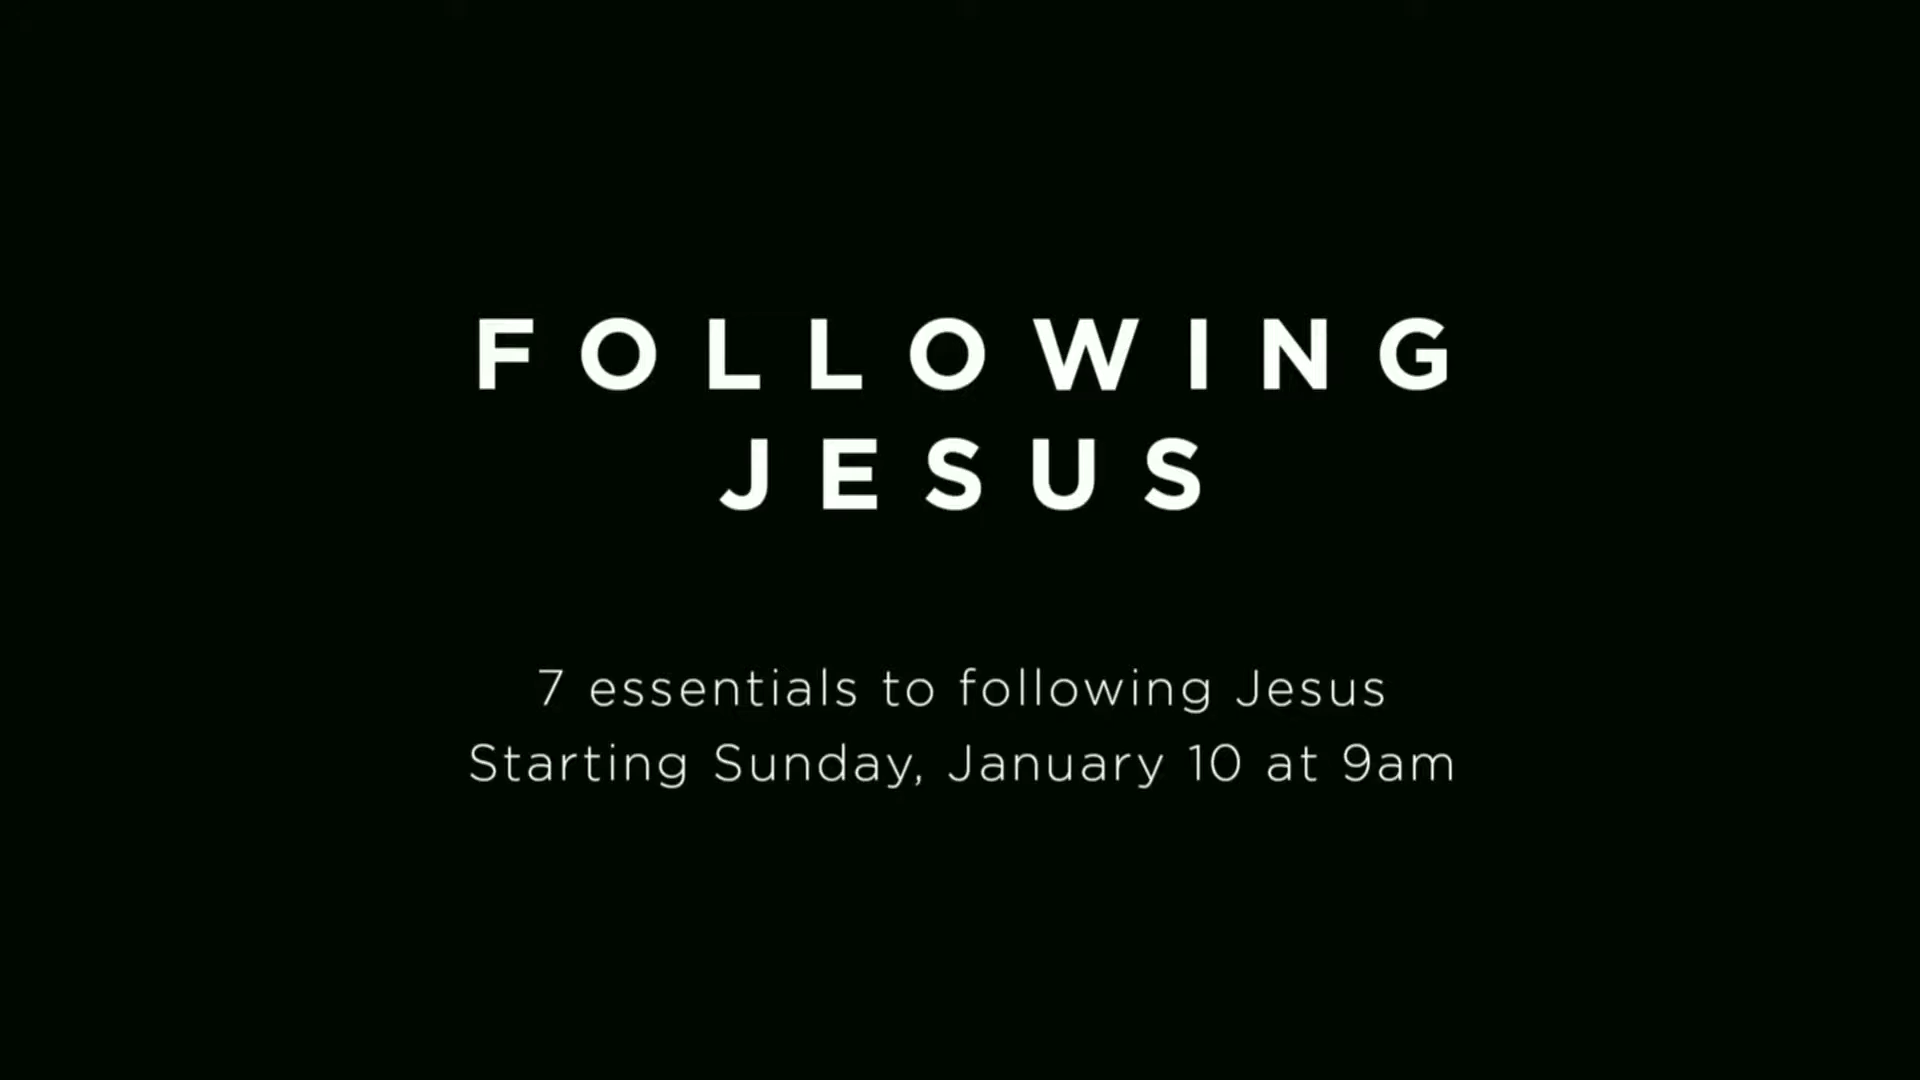 FOLLOWING
JESUS
7 essentials to following Jesus
Starting Sunday, January 10 at 9am